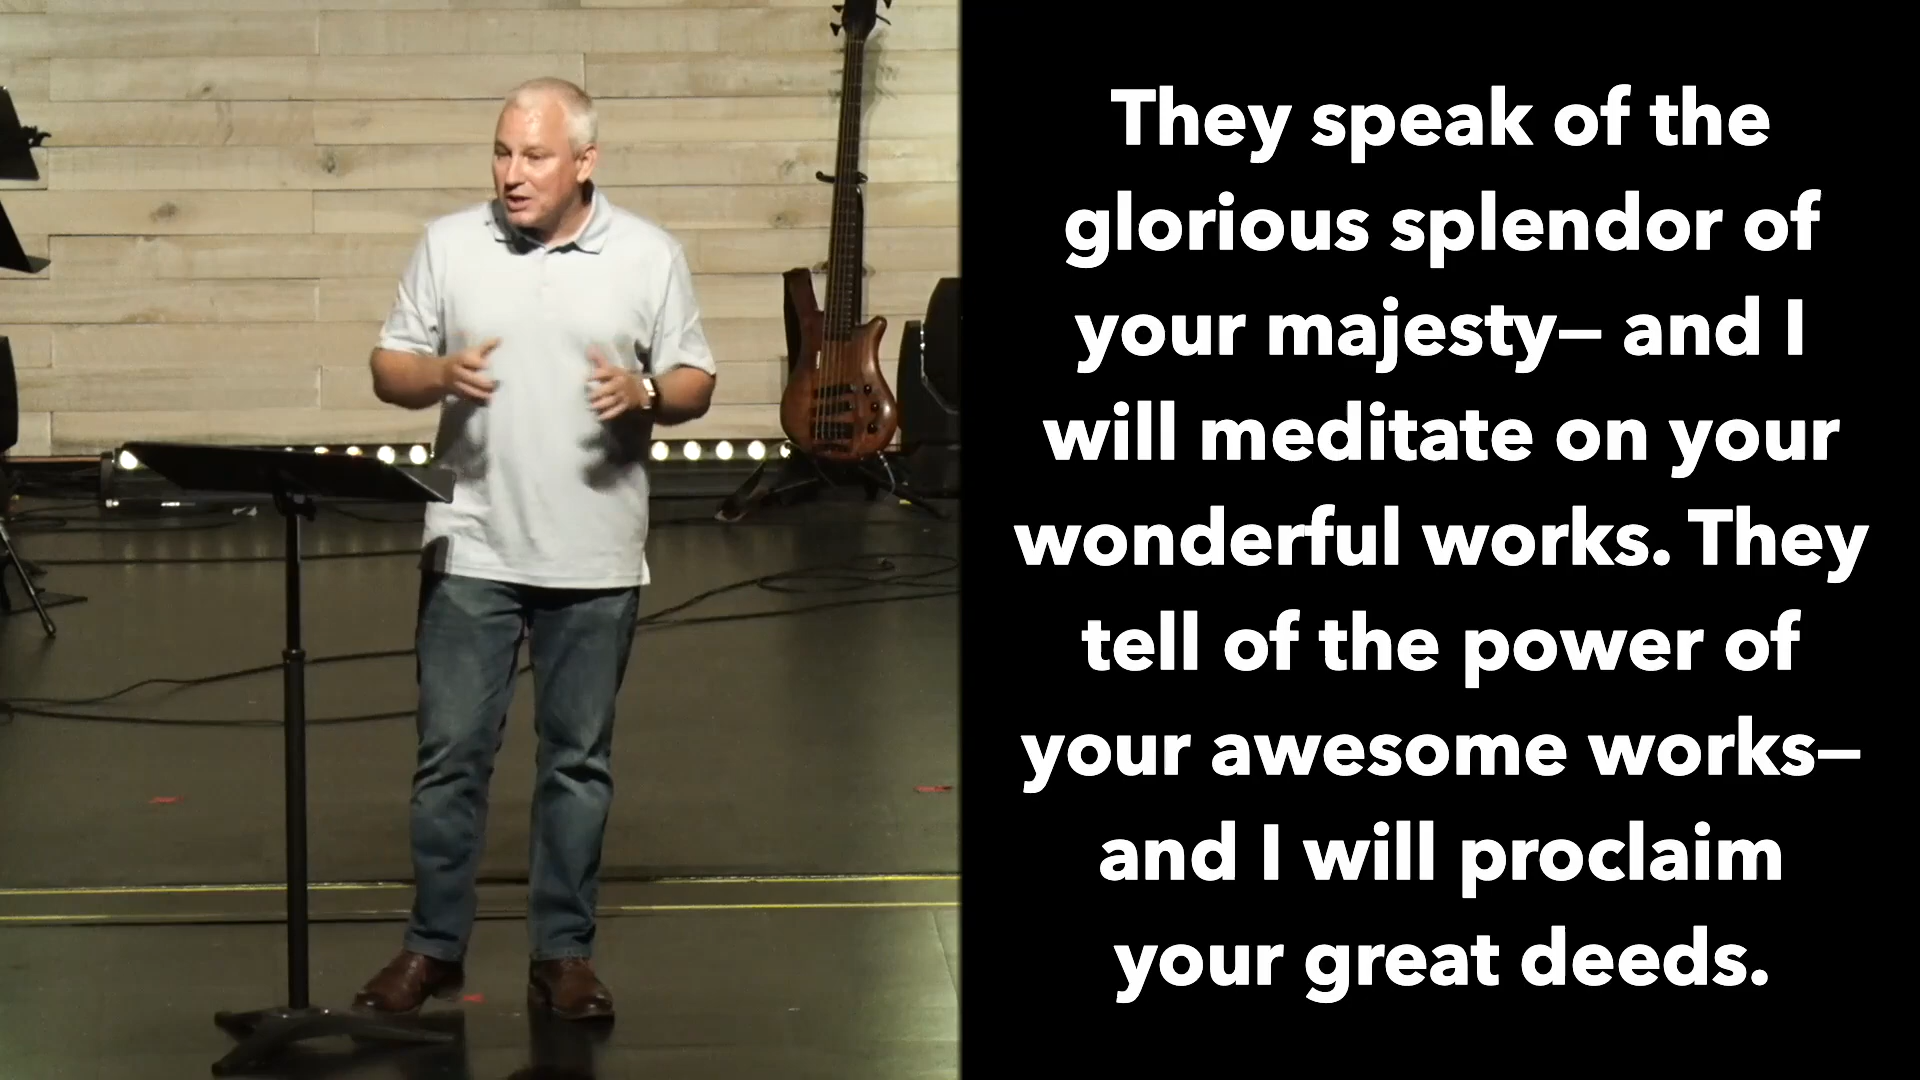 They speak of the
glorious splendor of
your majesty— and I
will meditate on your
wonderful works. They
tell of the power of
your awesome works—
and I will proclaim
your great deeds.